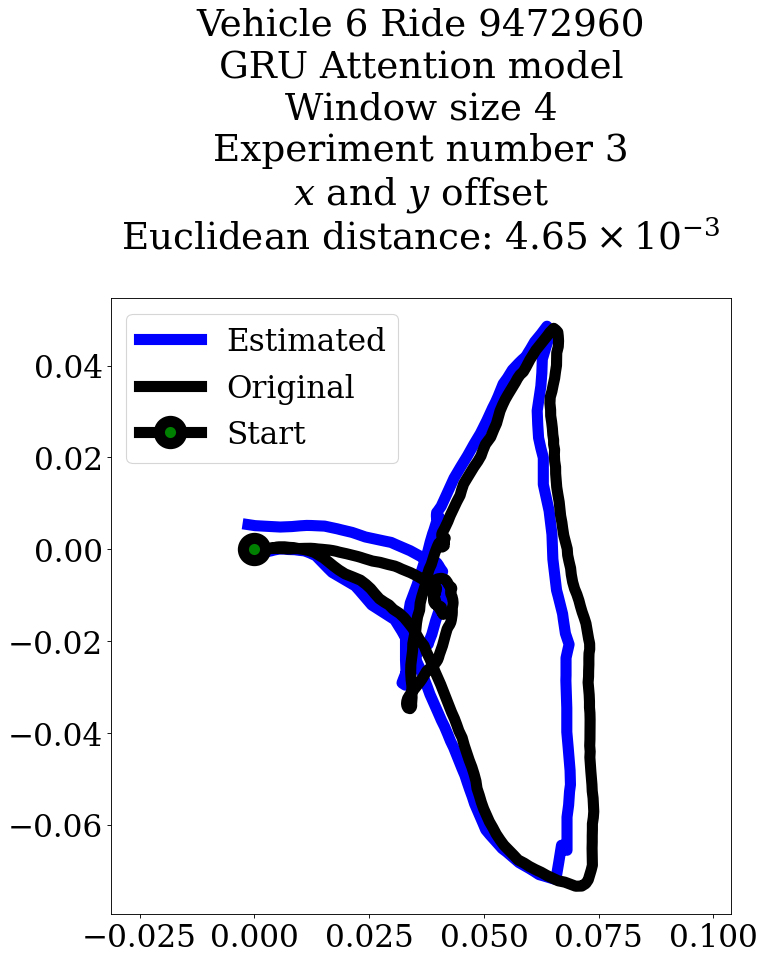 Vehicle 6 Ride 9472960
GRU Attention model
Window size 4
Experiment number 3
x and y offset
Euclidean distance: 4.65 × 10⁻³
Estimated
Original
Start
0.04
0.02
0.00
−0.02
−0.04
−0.06
−0.025 0.000 0.025 0.050 0.075 0.100